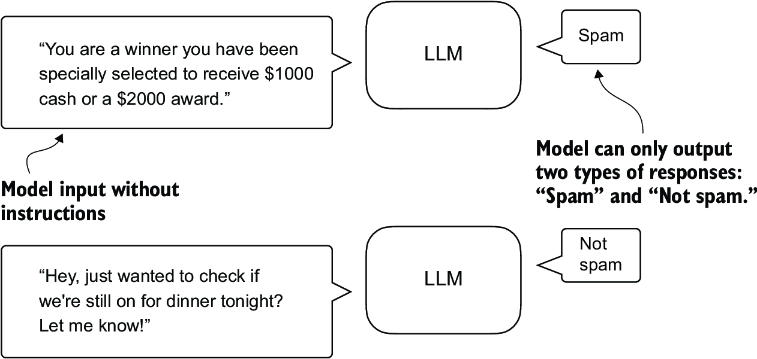 “You are a winner you have been
specially selected to receive $1000
cash or a $2000 award.”
LLM
Spam
Model input without
instructions
Model can only output
two types of responses:
“Spam” and “Not spam.”
“Hey, just wanted to check if
we're still on for dinner tonight?
Let me know!”
LLM
Not
spam